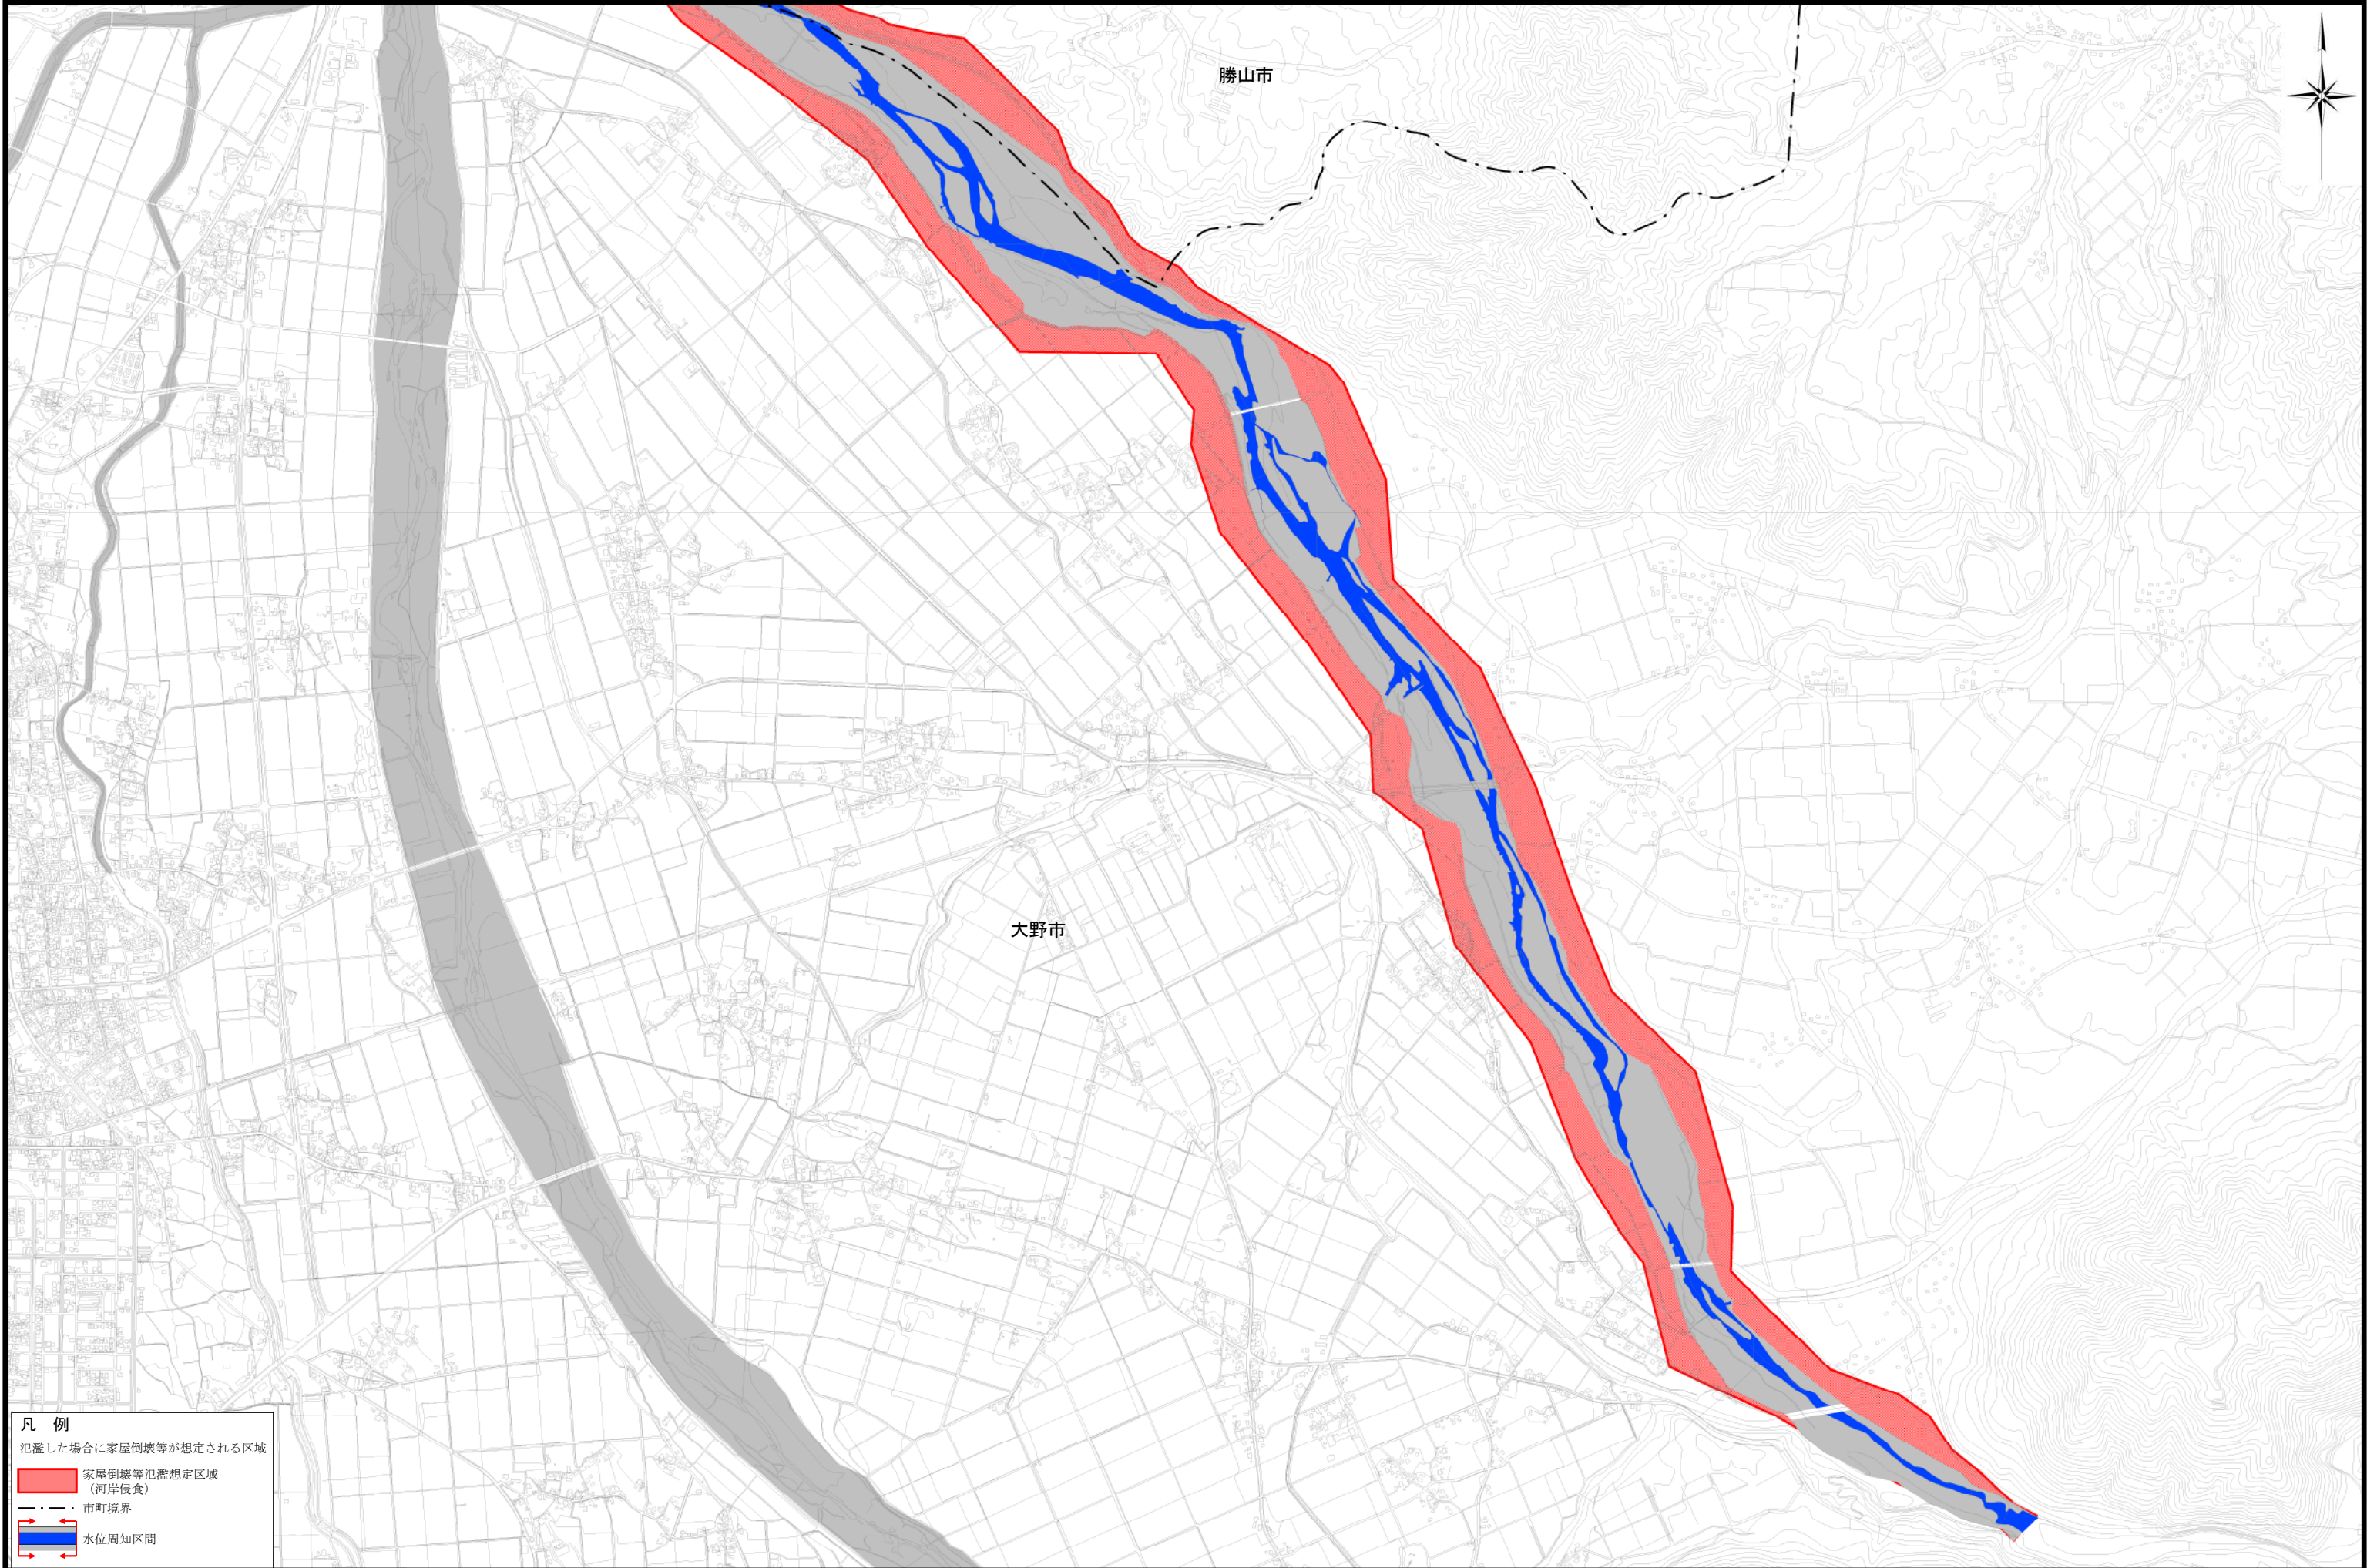 勝山市
大野市
凡 例
氾濫した場合に家屋倒壊等が想定される区域
家屋倒壊等氾濫想定区域
（河岸侵食）
市町境界
水位周知区間